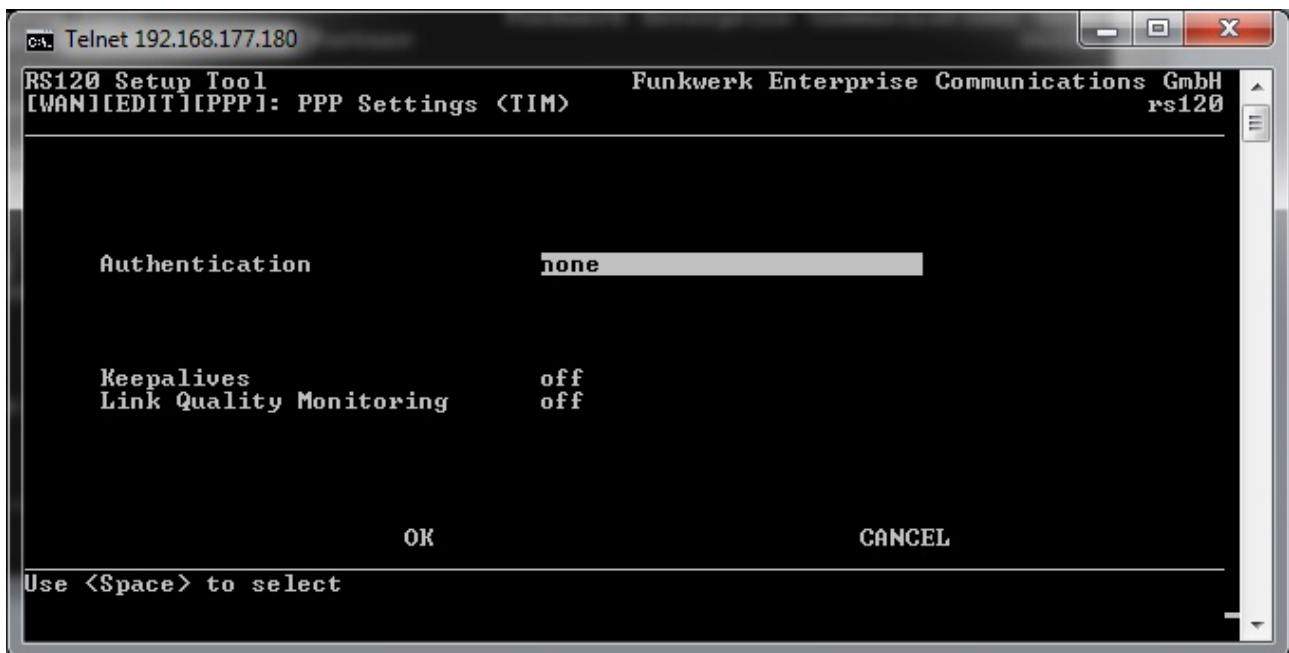 Telnet 192.168.177.180
RS120 Setup Tool Funkwerk Enterprise Communications GmbH
[WAN][EDIT][PPP]: PPP Settings (TIM) rs120
Authentication none
Keepalives off
Link Quality Monitoring off
OK CANCEL
Use <Space> to select